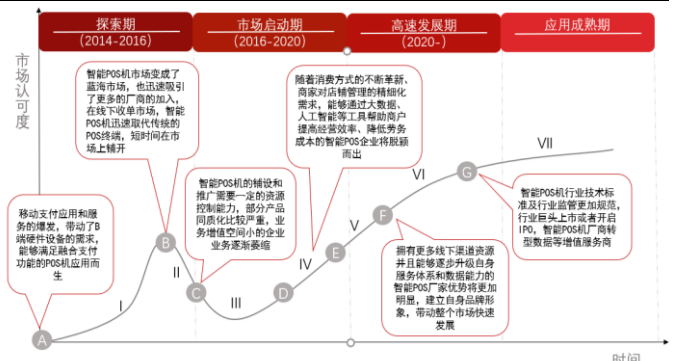 探索期
(2014-2016)
市场启动期
(2016-2020)
高速发展期
(2020-)
应用成熟期
市场认可度
智能POS机市场变成了
蓝海市场，也迅速吸引
了更多的厂商的加入，
在线下收单市场，智能
POS机迅速取代传统的
POS终端，短时间在市
场上铺开
随着消费方式的不断革新、
商家对店铺管理的精细化
需求，能够通过大数据、
人工智能等工具帮助商户
提高经营效率、降低劳务
成本的智能POS企业将脱颖
而出
智能POS机的铺设和
推广需要一定的资源
控制能力，部分产品
同质化比较严重，业
务增值空间小的企业
业务逐渐萎缩
移动支付应用和服
务的爆发，带动了B
端硬件设备的需求，
能够满足融合支付
功能的POS机应用而
生
智能POS机行业技术标
准及行业监管更加规范，
行业巨头上市或者开启
IPO，智能POS机厂商转
型数据等增值服务商
拥有更多线下渠道资源
并且能够逐步升级自身
服务体系和数据能力的
智能POS厂家优势将更加
明显，建立自身品牌形
象，带动整个市场快速
发展
A
I
B
II
C
III
D
IV
E
V
F
VI
G
VII
时间